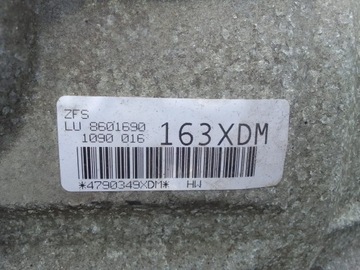 ZFS
LU 8601690
1090 016 163XDM
*4790349XDM* HW